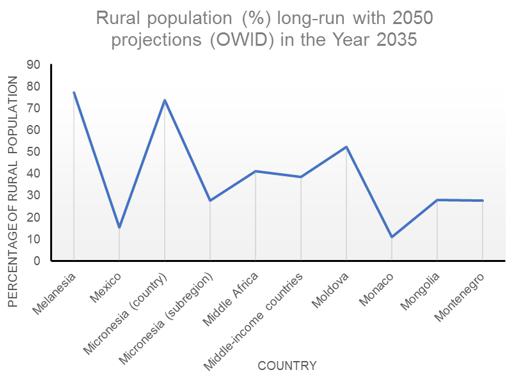 Rural population (%) long-run with 2050
projections (OWID) in the Year 2035
PERCENTAGE OF RURAL POPULATION
90
80
70
60
50
40
30
20
10
0
Melanesia
Mexico
Micronesia (country)
Micronesia (subregion)
Middle Africa
Middle-income countries
Moldova
Monaco
Mongolia
Montenegro
COUNTRY